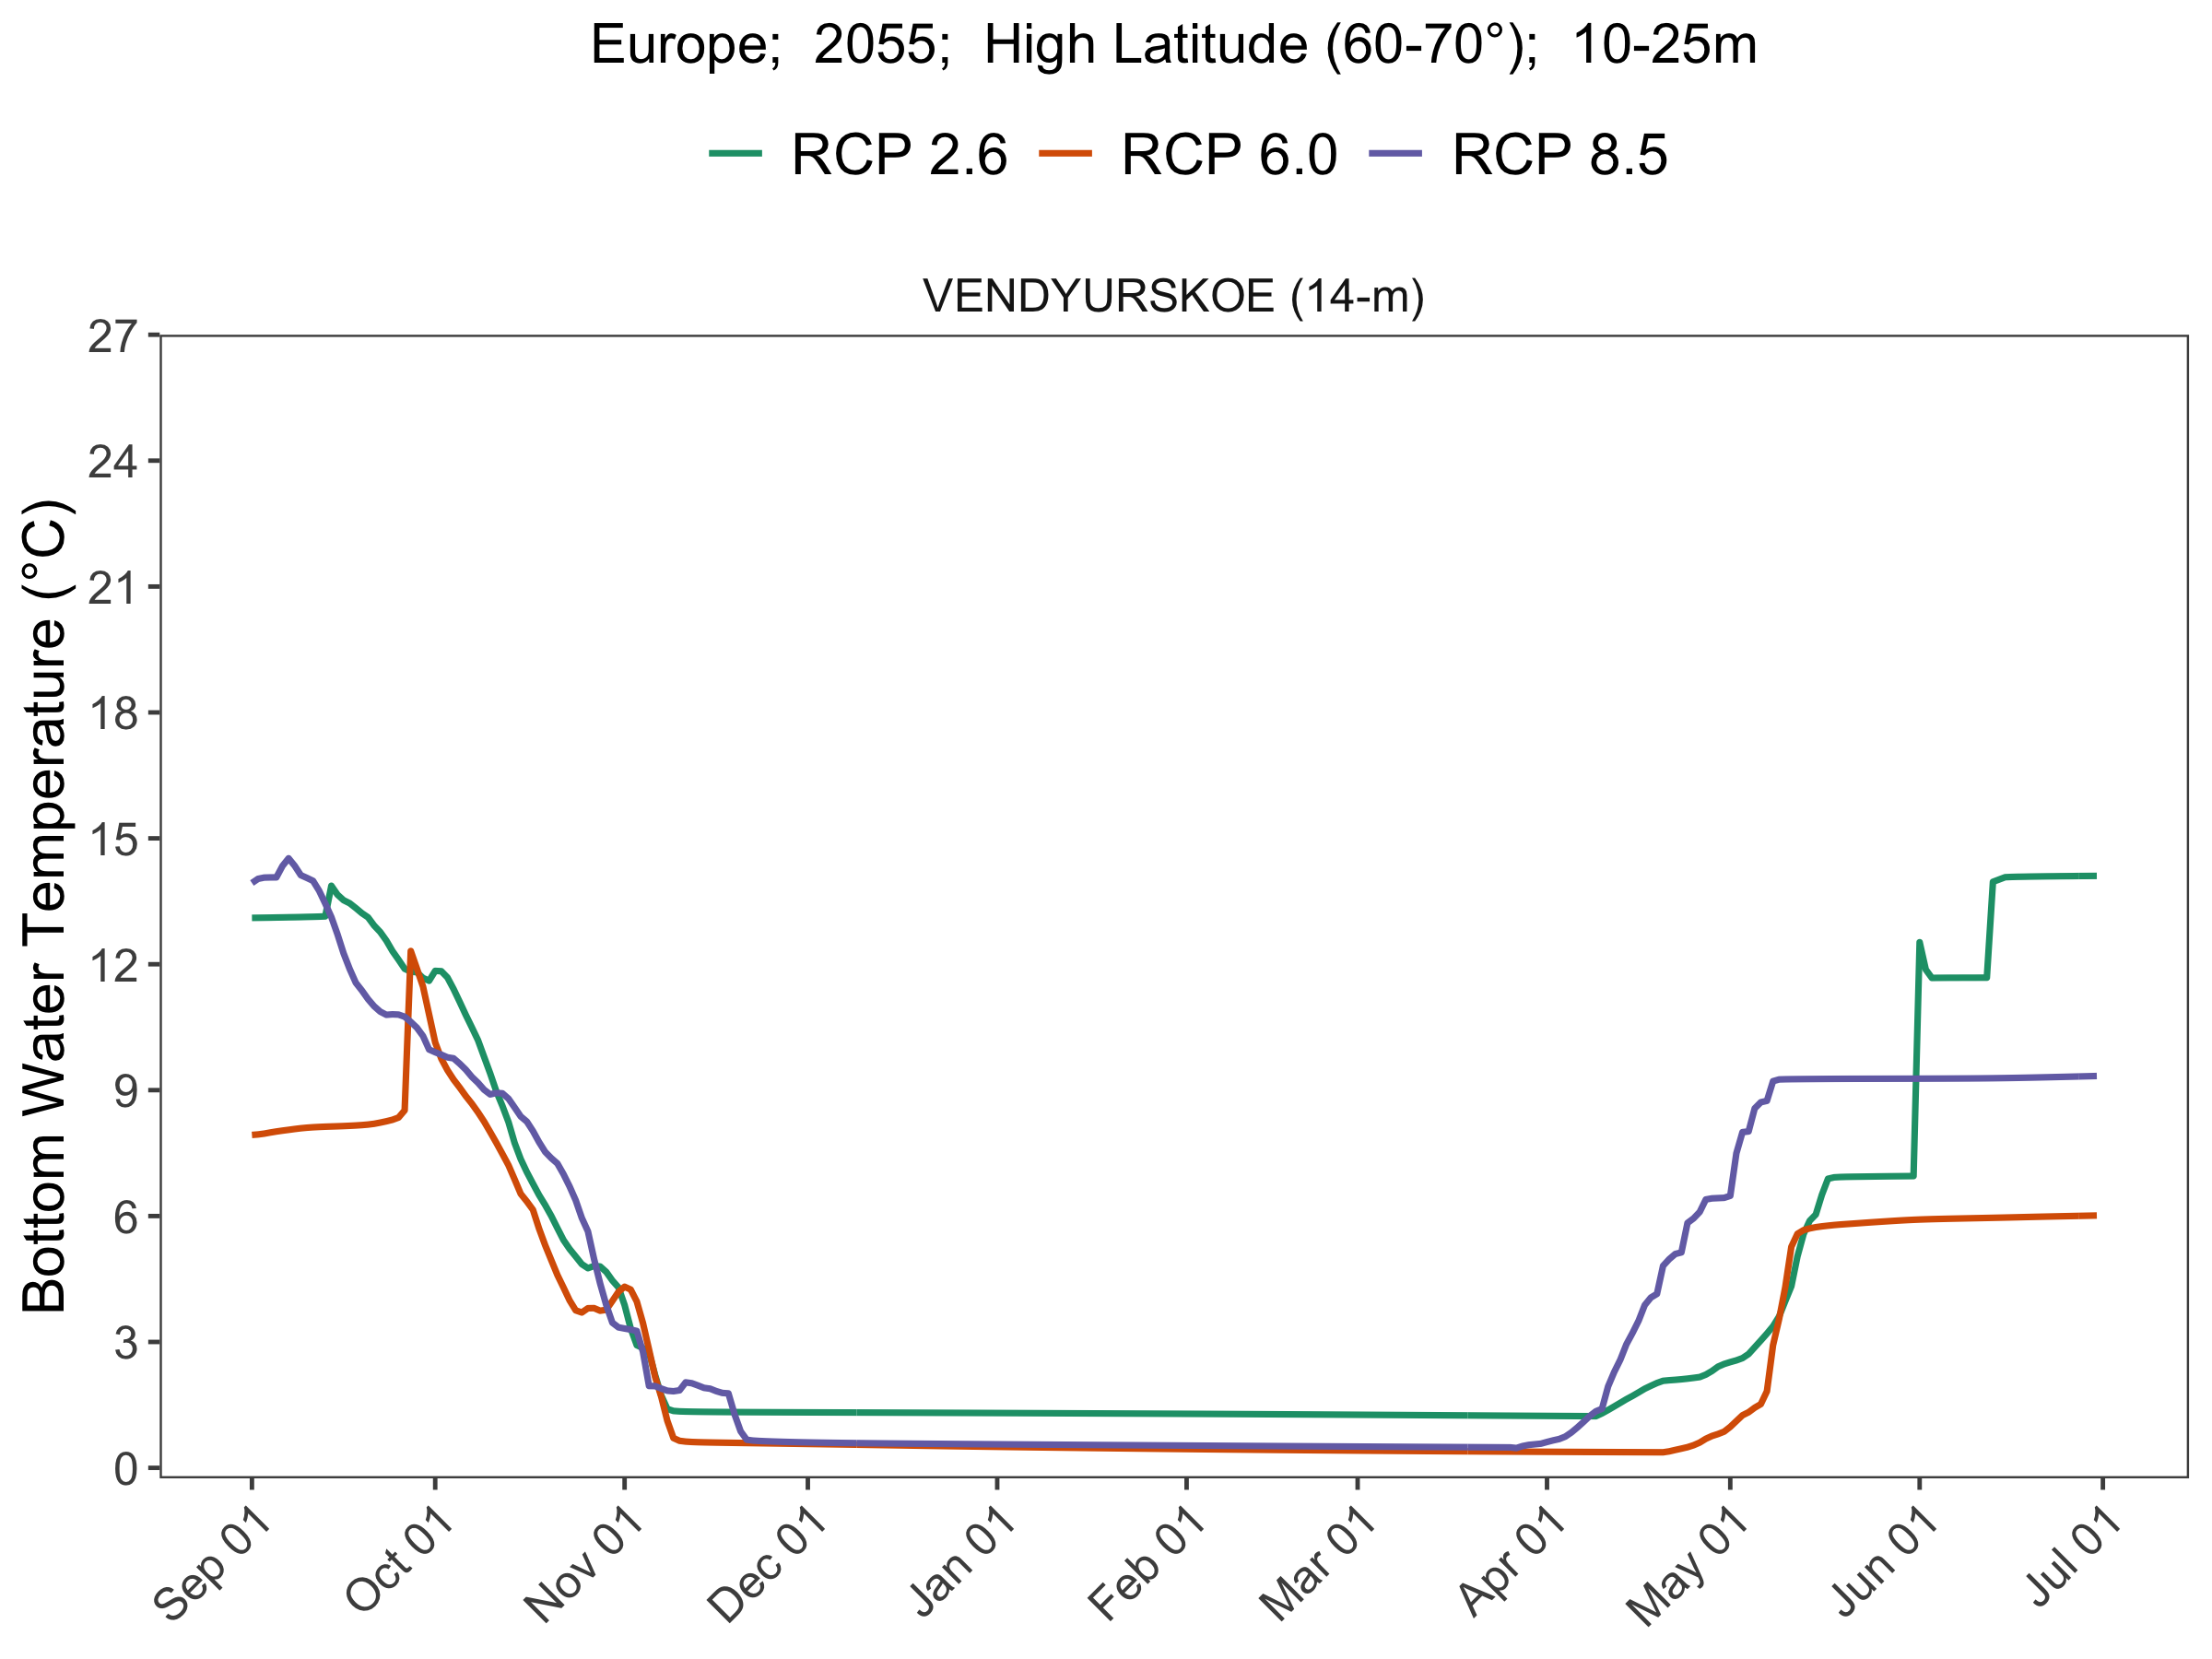 Europe; 2055; High Latitude (60-70°); 10-25m
RCP 2.6 RCP 6.0 RCP 8.5
VENDYURSKOE (14-m)
Bottom Water Temperature (°C)
27
24
21
18
15
12
9
6
3
0
Sep 01 Oct 01 Nov 01 Dec 01 Jan 01 Feb 01 Mar 01 Apr 01 May 01 Jun 01 Jul 01